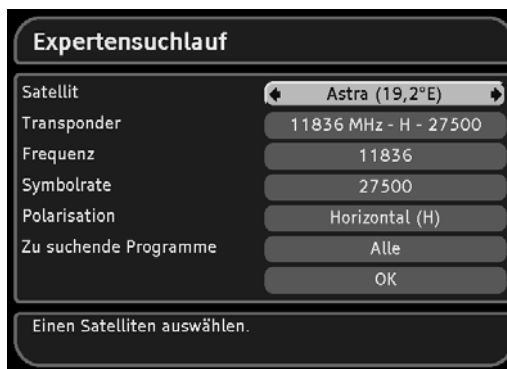 Expertensuchlauf
Satellit Astra (19,2°E)
Transponder 11836 MHz - H - 27500
Frequenz 11836
Symbolrate 27500
Polarisation Horizontal (H)
Zu suchende Programme Alle
OK
Einen Satelliten auswählen.